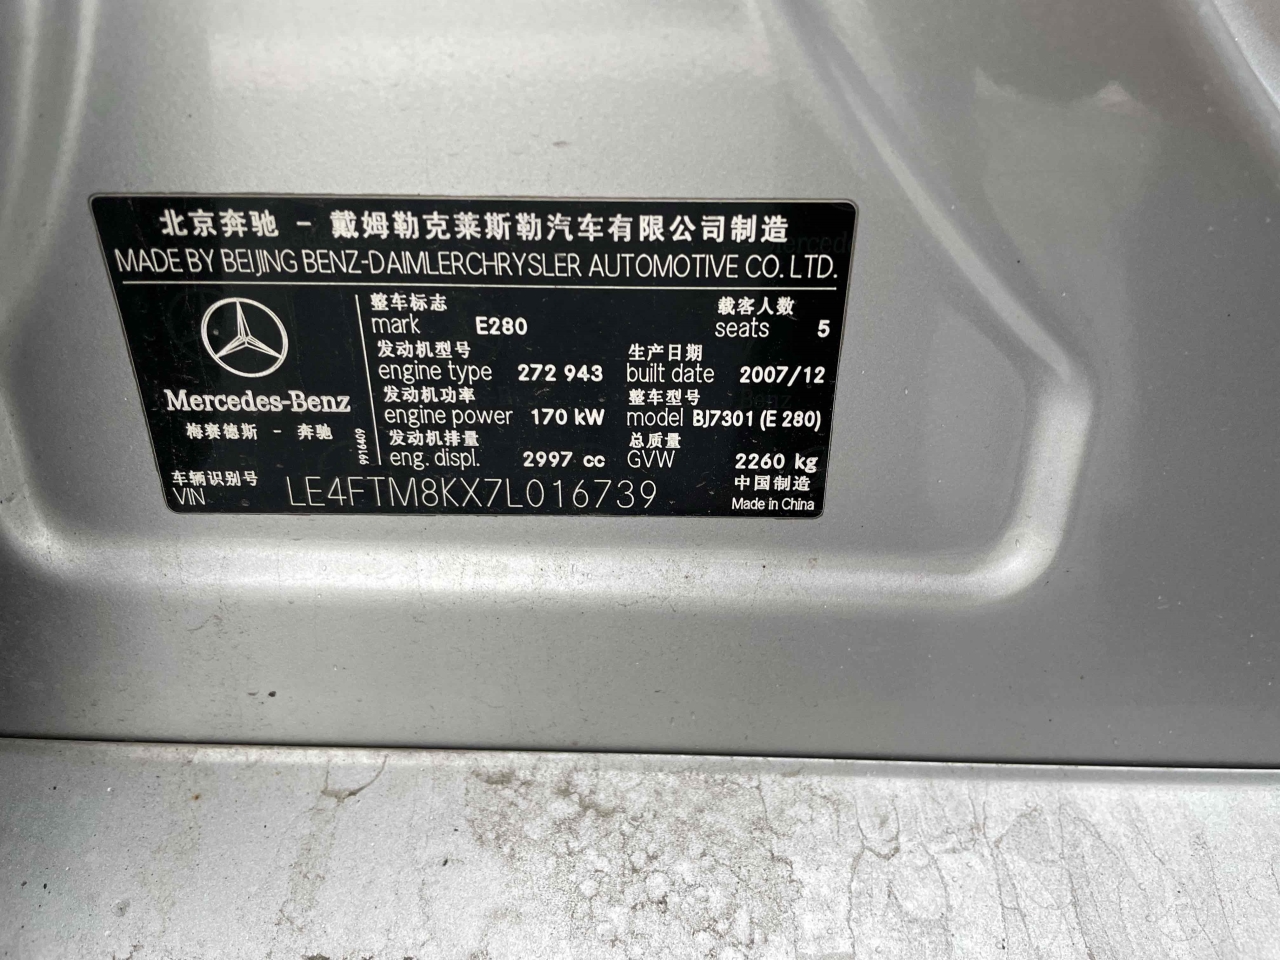 北京奔驰 - 戴姆勒克莱斯勒汽车有限公司制造
MADE BY BEIJING BENZ-DAIMLERCHRYSLER AUTOMOTIVE CO. LTD.
整车标志 载客人数
mark E280 seats 5
发动机型号 生产日期
engine type 272 943 built date 2007/12
发动机功率 整车型号
engine power 170 kW model BJ7301 (E 280)
发动机排量 总质量
eng. displ. 2997 cc GVW 2260 kg
Mercedes-Benz
梅赛德斯 - 奔驰
9916409
车辆识别号 中国制造
VIN LE4FTM8KX7L016739 Made in China